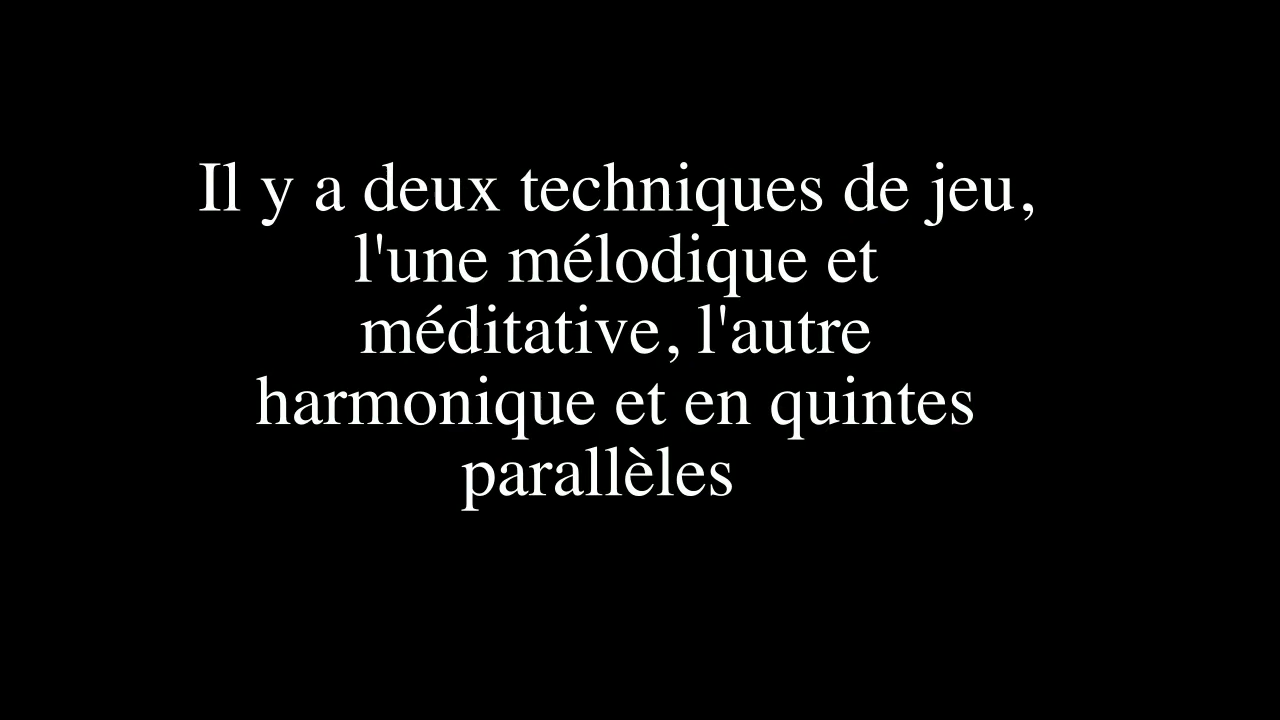 Il y a deux techniques de jeu,
l'une mélodique et
méditative, l'autre
harmonique et en quintes
parallèles